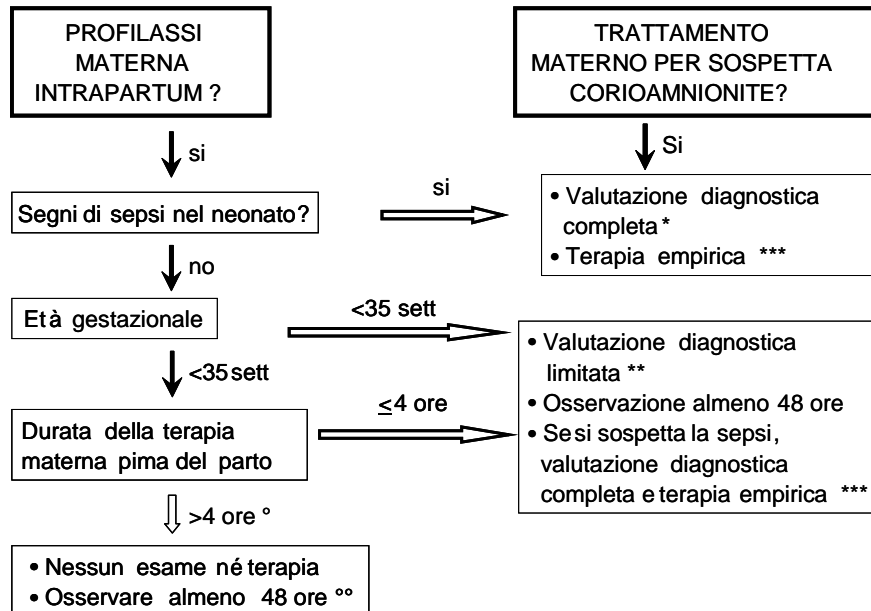 PROFILASSI
MATERNA
INTRAPARTUM ?
TRATTAMENTO
MATERNO PER SOSPETTA
CORIOAMNIONITE?
si
Si
Segni di sepsi nel neonato?
si
• Valutazione diagnostica
completa *
• Terapia empirica ***
no
Età gestazionale
<35 sett
<35 sett
• Valutazione diagnostica
limitata **
• Osservazione almeno 48 ore
• Se si sospetta la sepsi,
valutazione diagnostica
completa e terapia empirica ***
Durata della terapia
materna pima del parto
≤4 ore
>4 ore °
• Nessun esame né terapia
• Osservare almeno 48 ore °°